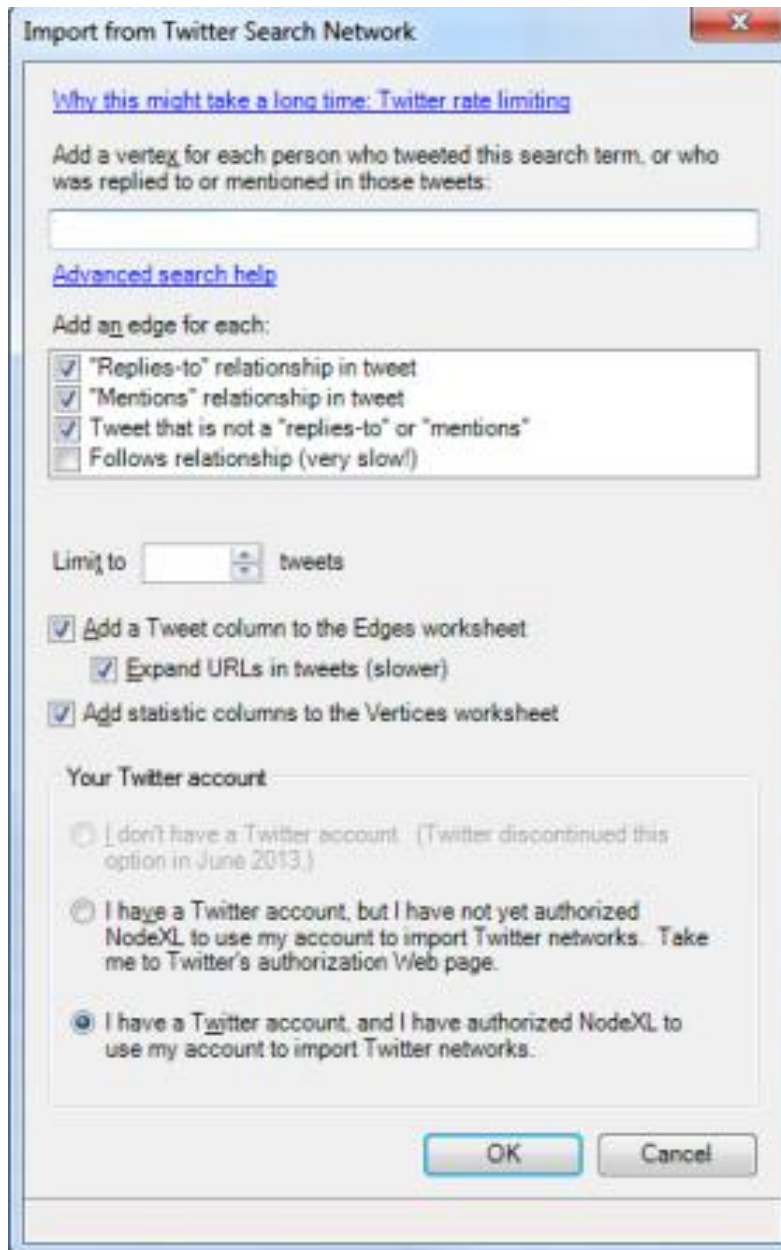 Import from Twitter Search Network
Why this might take a long time: Twitter rate limiting
Add a vertex for each person who tweeted this search term, or who
was replied to or mentioned in those tweets:
Advanced search help
Add an edge for each:
"Replies-to" relationship in tweet
"Mentions" relationship in tweet
Tweet that is not a "replies-to" or "mentions"
Follows relationship (very slow!)
Limit to tweets
Add a Tweet column to the Edges worksheet
Expand URLs in tweets (slower)
Add statistic columns to the Vertices worksheet
Your Twitter account
I don't have a Twitter account. (Twitter discontinued this
option in June 2013.)
I have a Twitter account, but I have not yet authorized
NodeXL to use my account to import Twitter networks. Take
me to Twitter's authorization Web page.
I have a Twitter account, and I have authorized NodeXL to
use my account to import Twitter networks.
OK Cancel